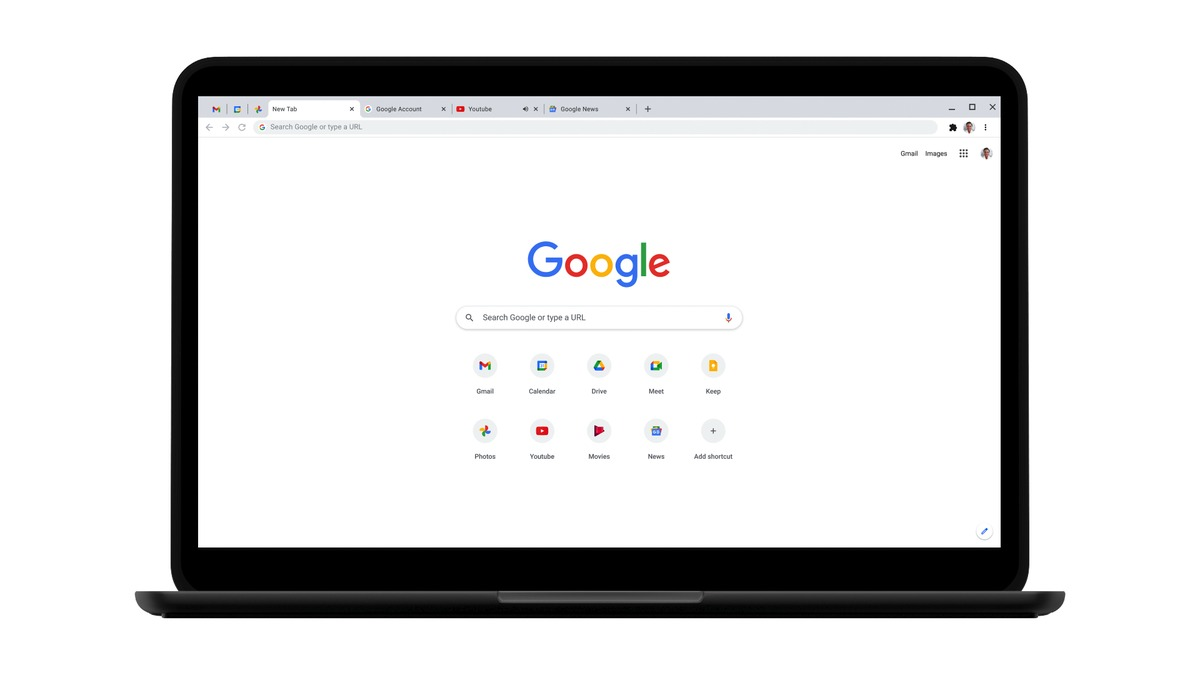 New Tab
Google Account
Youtube
Google News
Search Google or type a URL
Gmail Images
Google
Search Google or type a URL
Gmail Calendar Drive Meet Keep
Photos Youtube Movies News Add shortcut